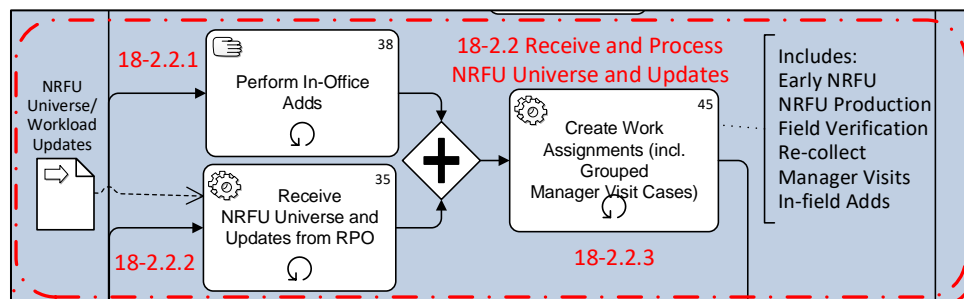 NRFU
Universe/
Workload
Updates
18-2.2.1
38
Perform In-Office
Adds
18-2.2 Receive and Process
NRFU Universe and Updates
35
Receive
NRFU Universe and
Updates from RPO
18-2.2.2
45
Create Work
Assignments (incl.
Grouped
Manager Visit Cases)
18-2.2.3
Includes:
Early NRFU
NRFU Production
Field Verification
Re-collect
Manager Visits
In-field Adds